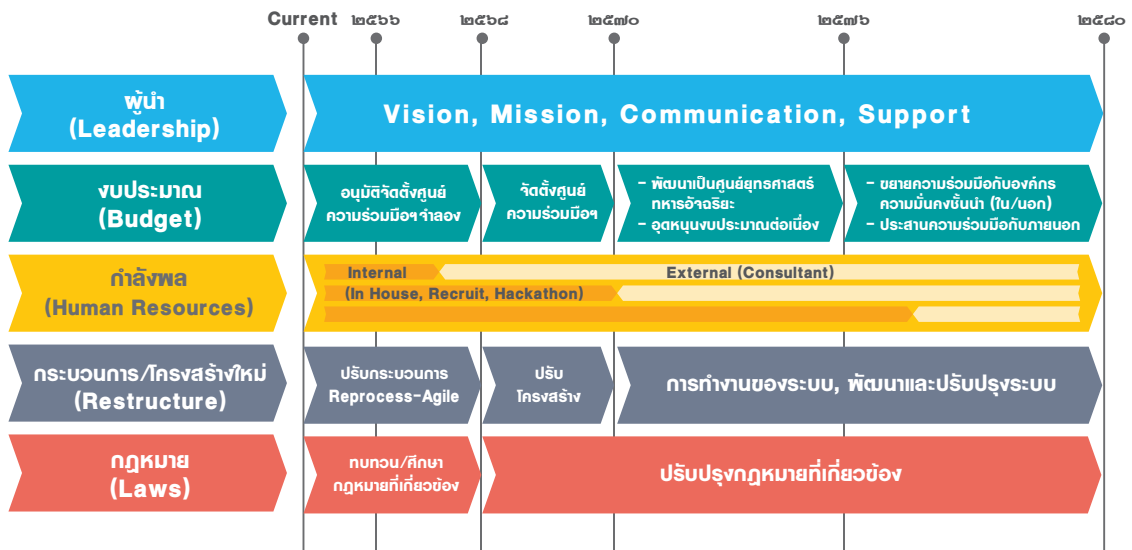 Current ๒๕๖๖ ๒๕๖๘ ๒๕๗๐ ๒๕๗๖ ๒๕๘๐
ผู้นำ
(Leadership)
Vision, Mission, Communication, Support
งบประมาณ
(Budget)
อนุมัติจัดตั้งศูนย์
ความร่วมมือฯ จำลอง
จัดตั้งศูนย์
ความร่วมมือฯ
- พัฒนาเป็นศูนย์ยุทธศาสตร์
ทหารอัจฉริยะ
- อุดหนุนงบประมาณต่อเนื่อง
- ขยายความร่วมมือกับองค์กร
ความมั่นคงชั้นนำ (ใน/นอก)
- ประสานความร่วมมือกับภายนอก
กำลังพล
(Human Resources)
Internal
External (Consultant)
(In House, Recruit, Hackathon)
กระบวนการ/โครงสร้างใหม่
(Restructure)
ปรับกระบวนการ
Reprocess-Agile
ปรับ
โครงสร้าง
การทำงานของระบบ, พัฒนาและปรับปรุงระบบ
กฎหมาย
(Laws)
ทบทวน/ศึกษา
กฎหมายที่เกี่ยวข้อง
ปรับปรุงกฎหมายที่เกี่ยวข้อง